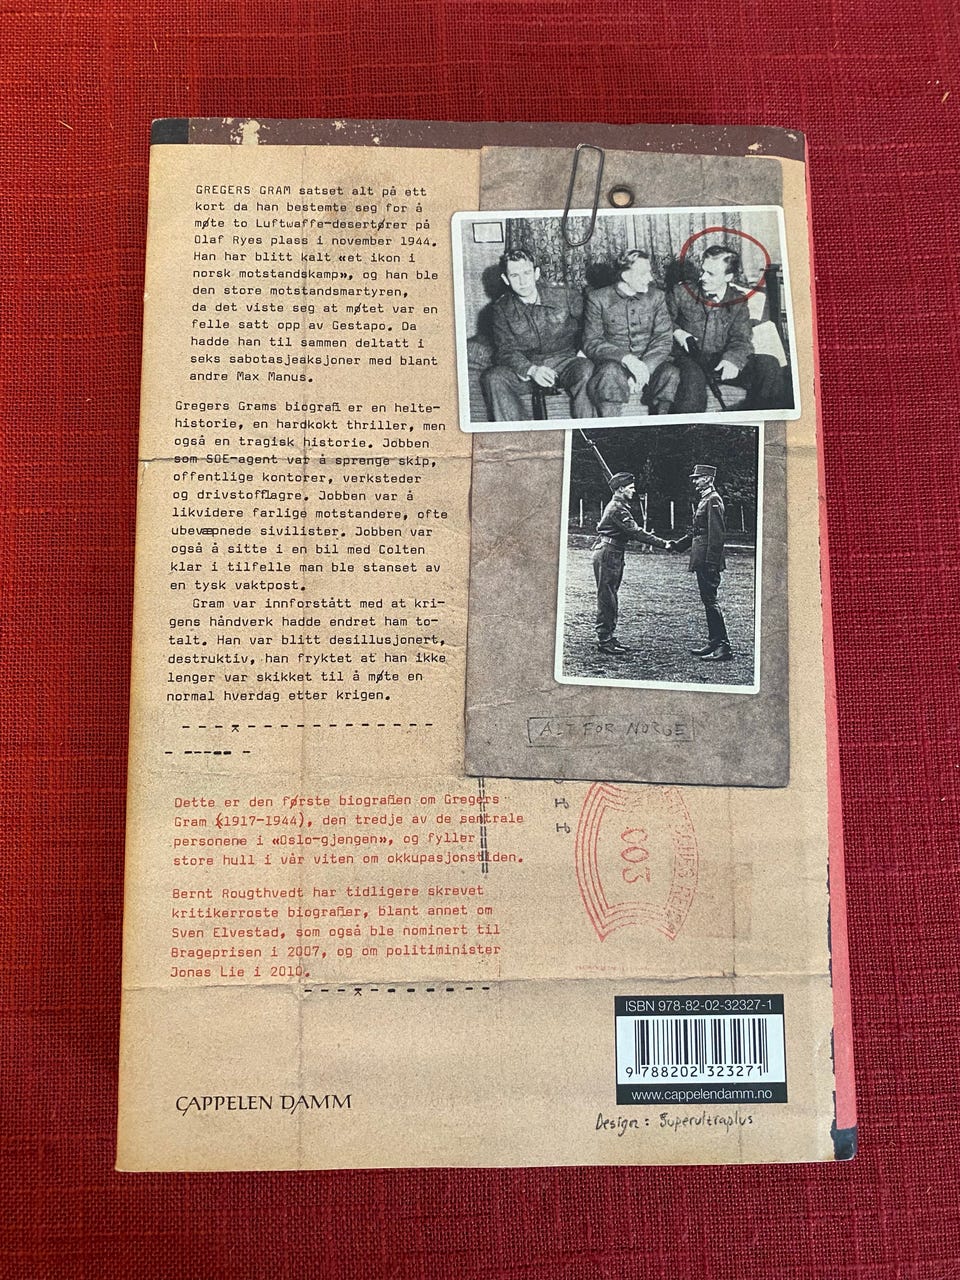 GREGERS GRAM satset alt på ett
kort da han bestemte seg for å
møte to Luftwaffe-desertører på
Olaf Ryes plass i november 1944.
Han har blitt kalt «et ikon i
norsk motstandskamp», og han ble
den store motstandsmartyren,
da det viste seg at møtet var en
felle satt opp av Gestapo. Da
hadde han til sammen deltatt i
seks sabotasjeaksjoner med blant
andre Max Manus.
Gregers Grams biografi er en helte-
historie, en hardkokt thriller, men
også en tragisk historie. Jobben
som SOE-agent var å sprenge skip,
offentlige kontorer, verksteder
og drivstofflagre. Jobben var å
likvidere farlige motstandere, ofte
ubevæpnede sivilister. Jobben var
også å sitte i en bil med Colten
klar i tilfelle man ble stanset av
en tysk vaktpost.
Gram var innforstått med at kri-
gens håndverk hadde endret ham to-
talt. Han var blitt desillusjonert,
destruktiv, han fryktet at han ikke
lenger var skikket til å møte en
normal hverdag etter krigen.
ALT FOR NORGE
Dette er den første biografien om Gregers
Gram (1917-1944), den tredje av de sentrale
personene i «Oslo-gjengen», og fyller
store hull i vår viten om okkupasjonstiden.
Bernt Rougthvedt har tidligere skrevet
kritikerroste biografier, blant annet om
Sven Elvestad, som også ble nominert til
Brageprisen i 2007, og om politiminister
Jonas Lie i 2010.
003
ISBN 978-82-02-32327-1
9 788202 323271
www.cappelendamm.no
CAPPELEN DAMM
Design: Superultraplus